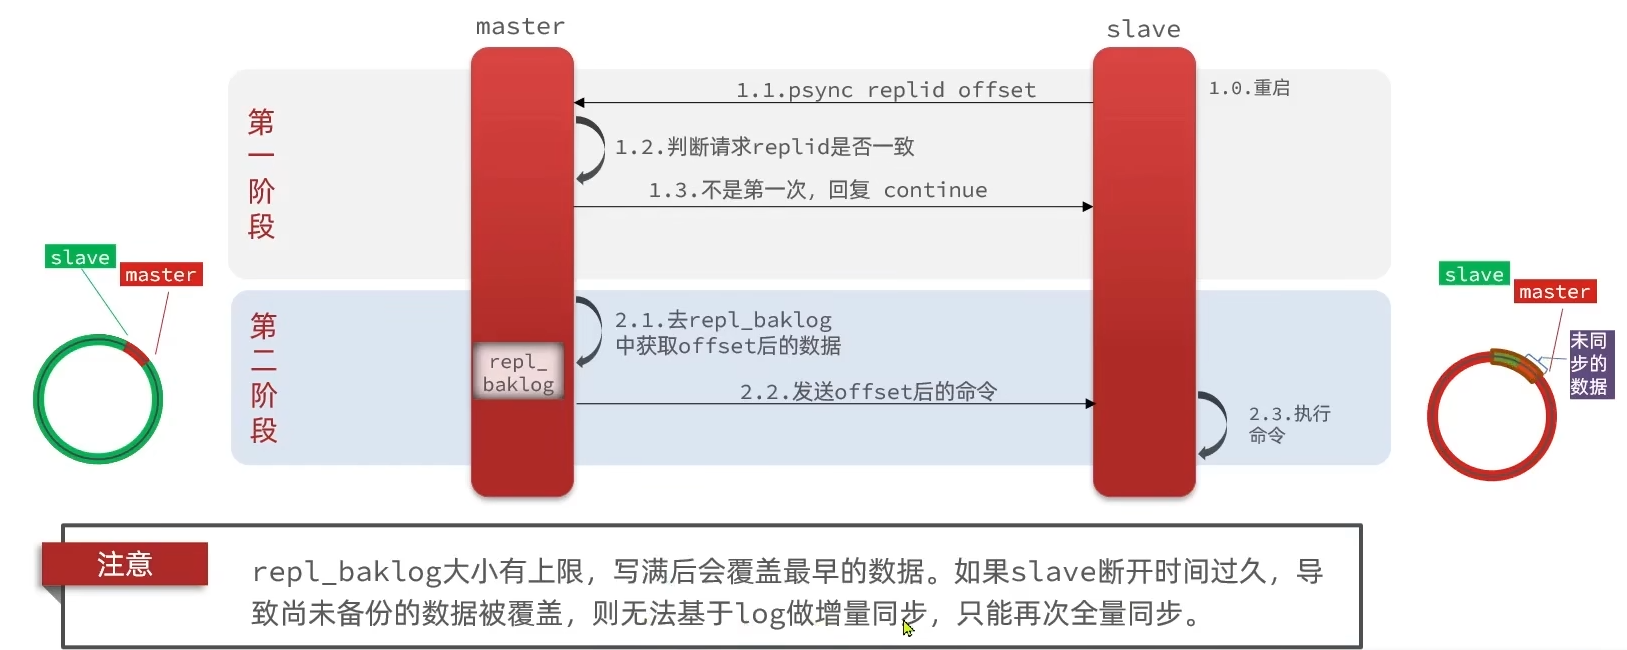 master
slave
第一阶段
1.0.重启
1.1.psync replid offset
1.2.判断请求replid是否一致
1.3.不是第一次，回复 continue
slave
master
第二阶段
2.1.去repl_baklog
中获取offset后的数据
repl_
baklog
2.2.发送offset后的命令
2.3.执行
命令
slave
master
未同
步的
数据
注意
repl_baklog大小有上限，写满后会覆盖最早的数据。如果slave断开时间过久，导
致尚未备份的数据被覆盖，则无法基于log做增量同步，只能再次全量同步。